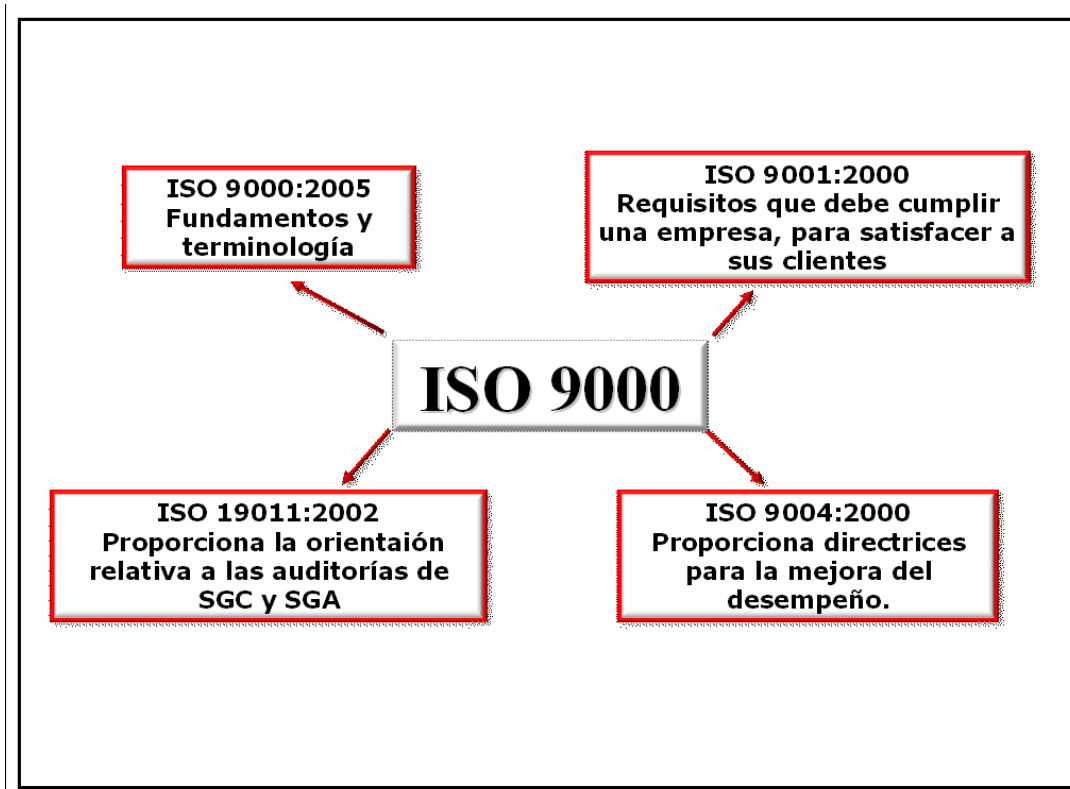 ISO 9000:2005
Fundamentos y
terminología
ISO 9001:2000
Requisitos que debe cumplir
una empresa, para satisfacer a
sus clientes
ISO 9000
ISO 19011:2002
Proporciona la orientaión
relativa a las auditorías de
SGC y SGA
ISO 9004:2000
Proporciona directrices
para la mejora del
desempeño.